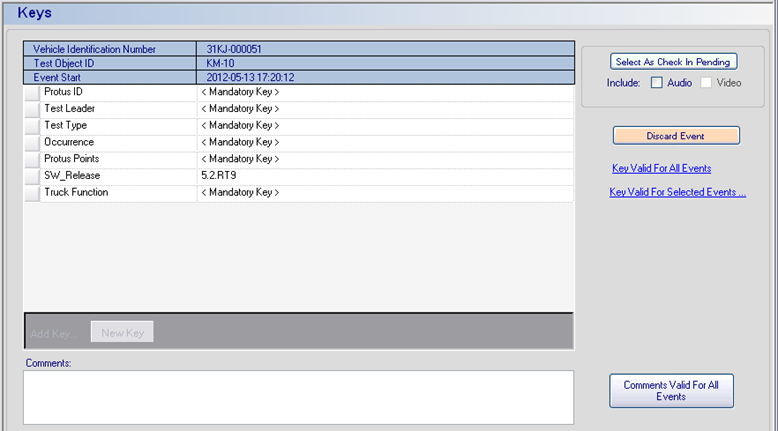 Keys
Vehicle Identification Number 31KJ-000051
Test Object ID KM-10
Event Start 2012-05-13 17:20:12
Protus ID < Mandatory Key >
Test Leader < Mandatory Key >
Test Type < Mandatory Key >
Occurrence < Mandatory Key >
Protus Points < Mandatory Key >
SW_Release 5.2.RT9
Truck Function < Mandatory Key >
Add Key... New Key
Comments:
Select As Check In Pending
Include: Audio Video
Discard Event
Key Valid For All Events
Key Valid For Selected Events ...
Comments Valid For All
Events